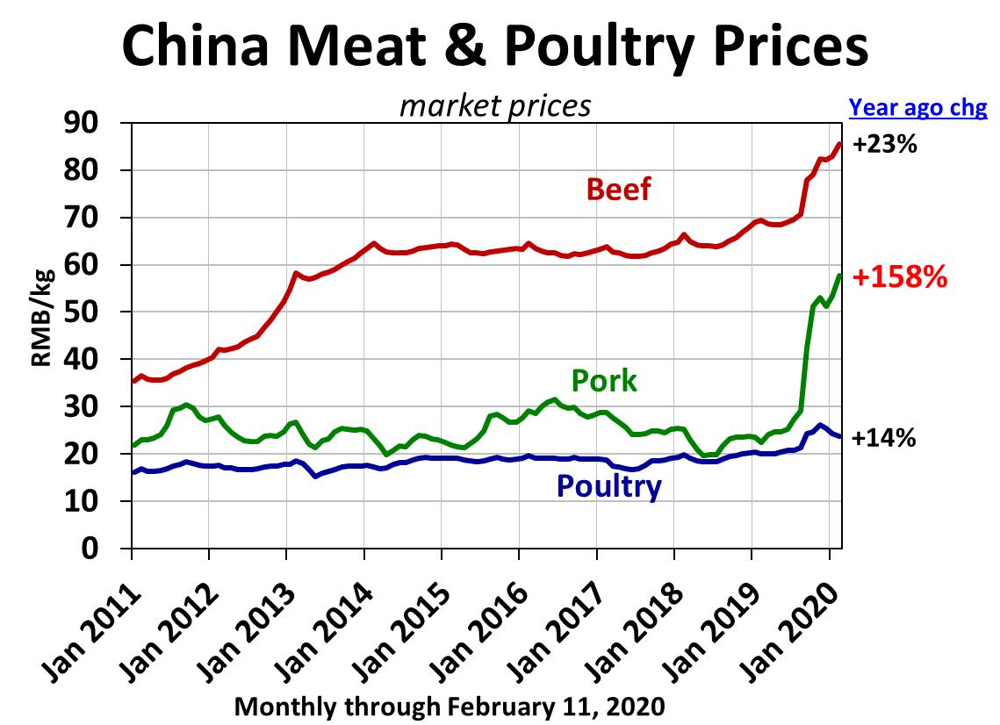 China Meat & Poultry Prices
market prices
Year ago chg
90
80
70
60
50
40
30
20
10
0
RMB/kg
Beef
Pork
Poultry
+23%
+158%
+14%
Jan 2011
Jan 2012
Jan 2013
Jan 2014
Jan 2015
Jan 2016
Jan 2017
Jan 2018
Jan 2019
Jan 2020
Monthly through February 11, 2020